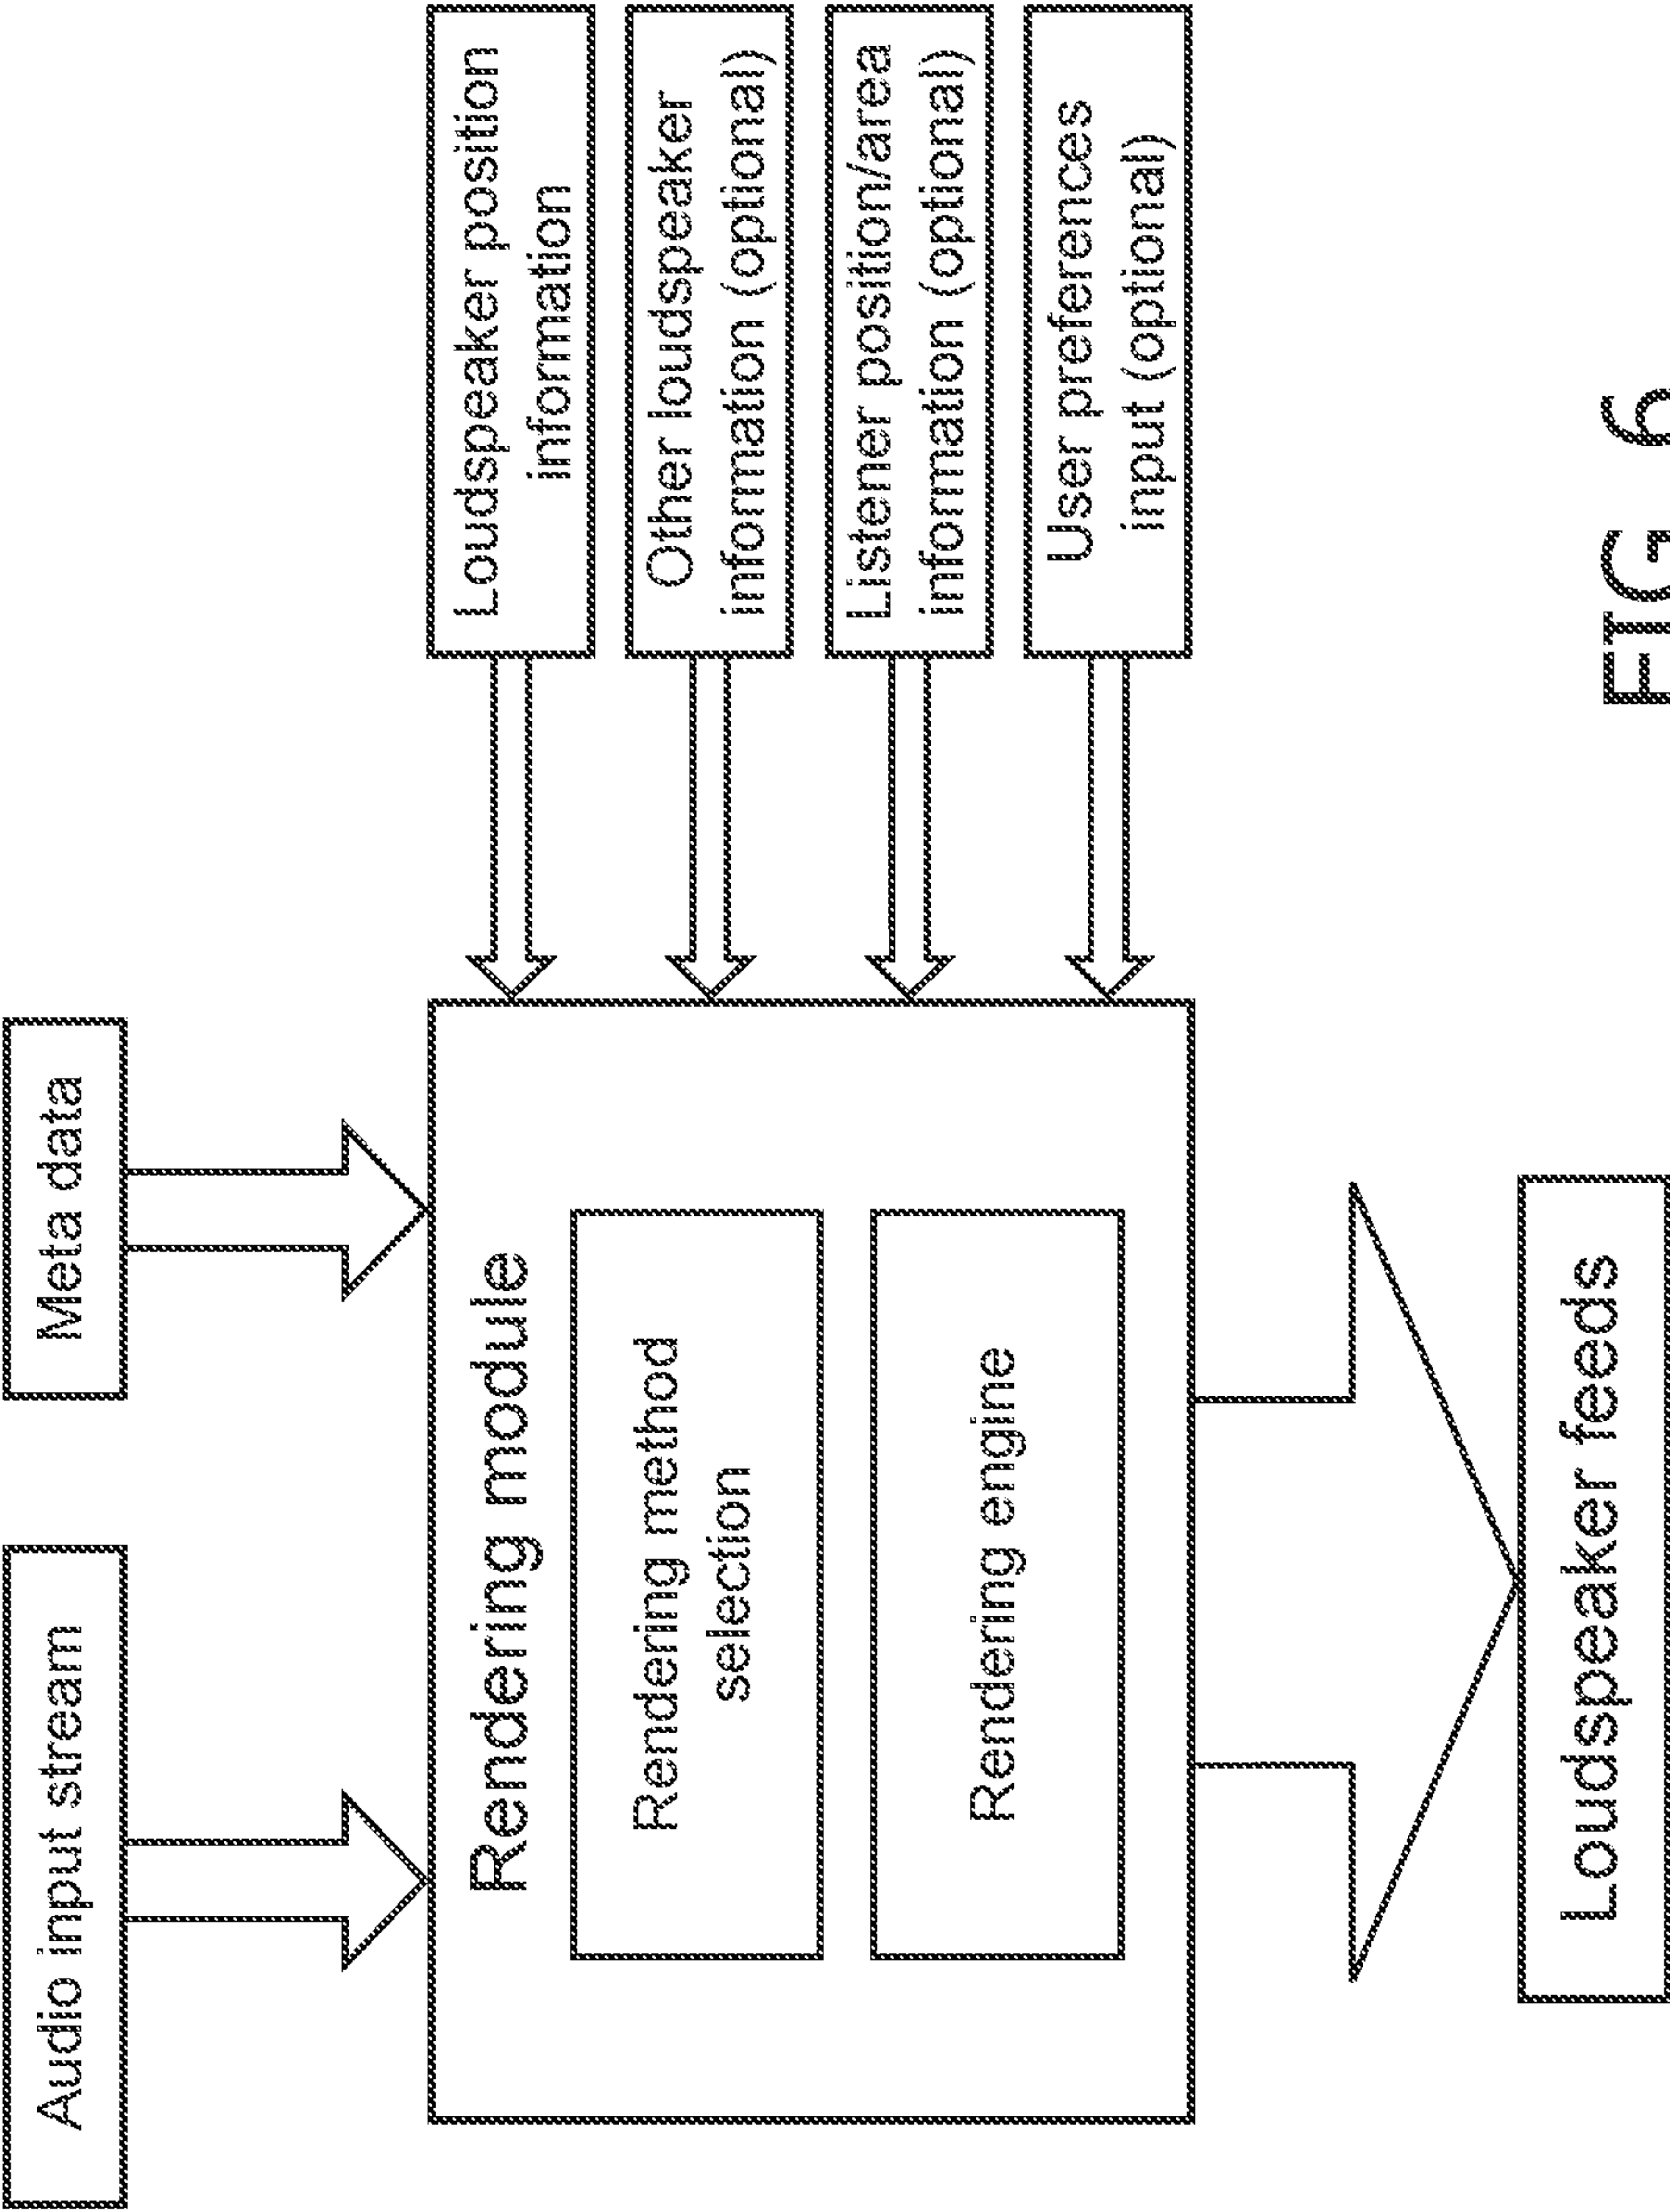 Audio input stream
Meta data
Rendering module
Rendering method
selection
Rendering engine
Loudspeaker position
information
Other loudspeaker
information (optional)
Listener position/area
information (optional)
User preferences
input (optional)
Loudspeaker feeds
FIG 6